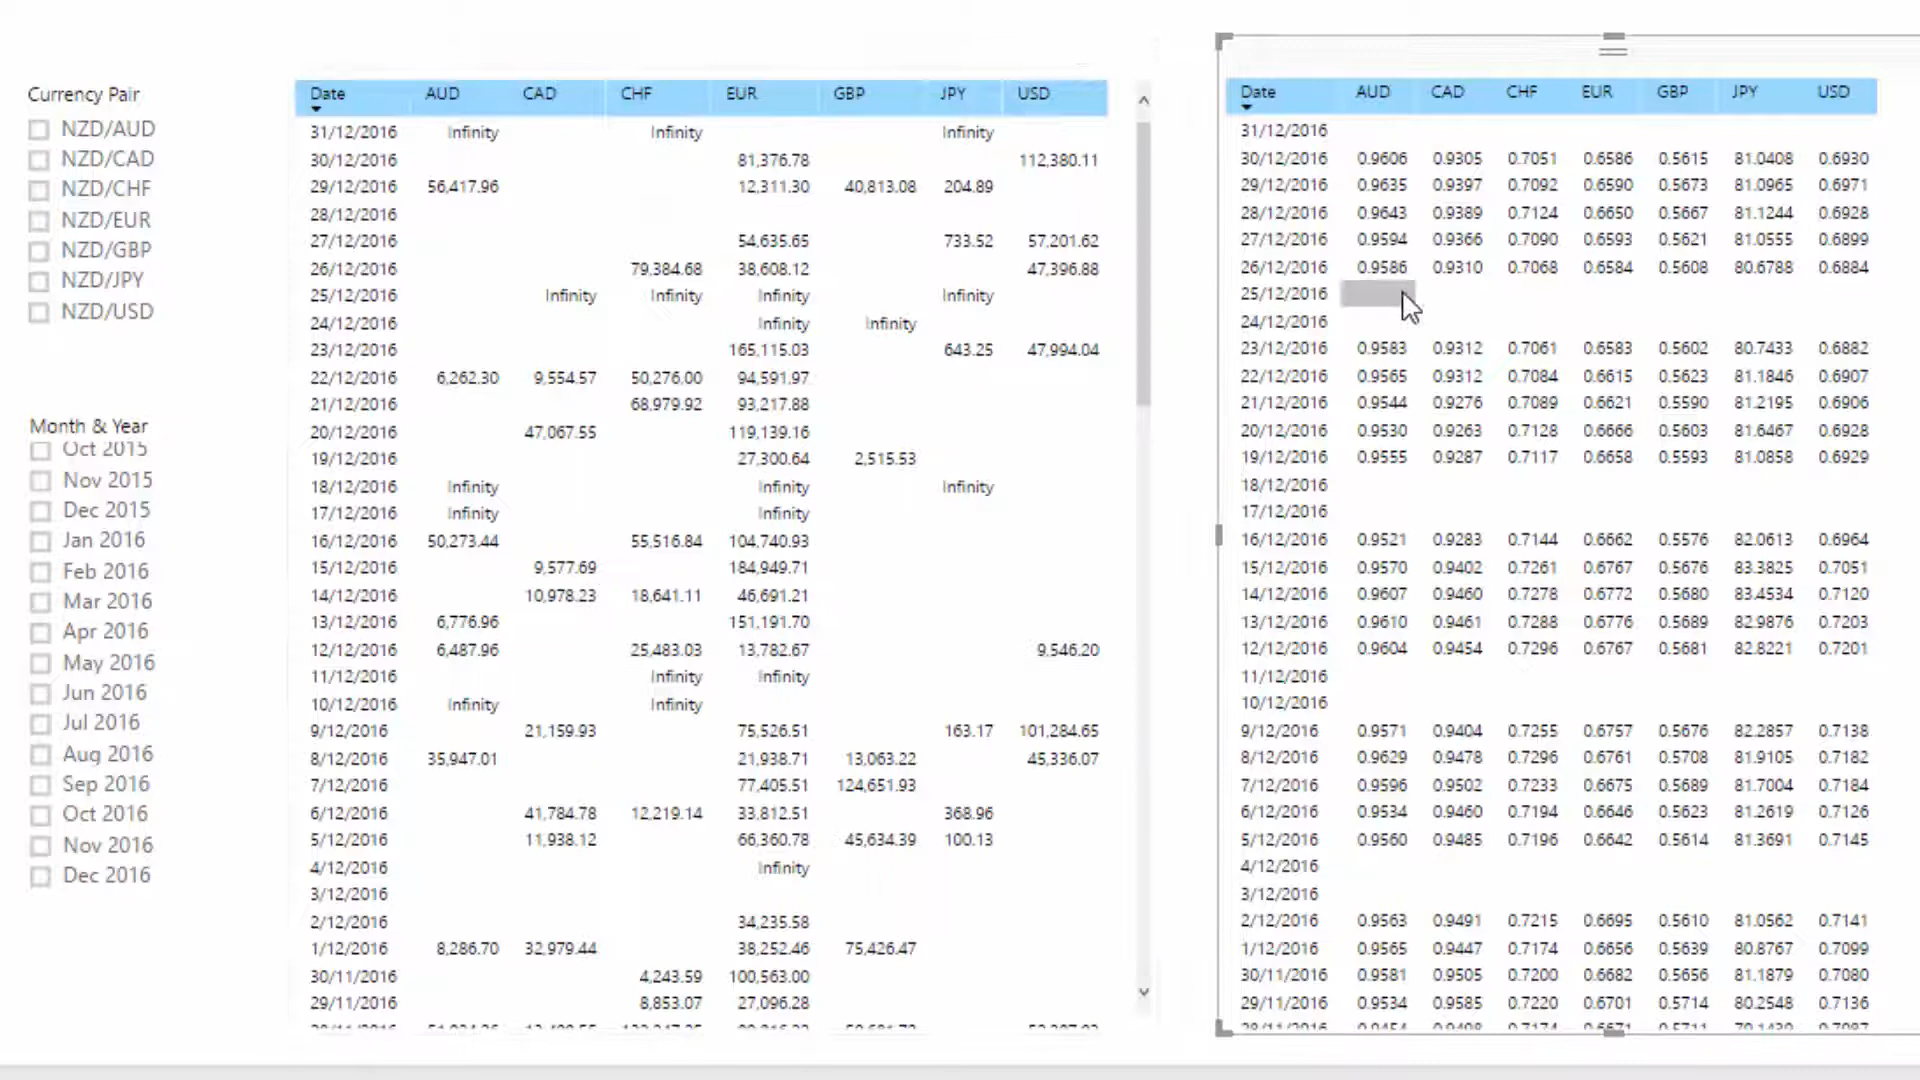 Currency Pair
NZD/AUD
NZD/CAD
NZD/CHF
NZD/EUR
NZD/GBP
NZD/JPY
NZD/USD
Month & Year
Oct 2015
Nov 2015
Dec 2015
Jan 2016
Feb 2016
Mar 2016
Apr 2016
May 2016
Jun 2016
Jul 2016
Aug 2016
Sep 2016
Oct 2016
Nov 2016
Dec 2016
Date AUD CAD CHF EUR GBP JPY USD
31/12/2016 Infinity Infinity Infinity
30/12/2016 81,376.78 112,380.11
29/12/2016 56,417.96 12,311.30 40,813.08 204.89
28/12/2016
27/12/2016 54,635.65 733.52 57,201.62
26/12/2016 79,384.68 38,608.12 47,396.88
25/12/2016 Infinity Infinity Infinity Infinity
24/12/2016 Infinity Infinity
23/12/2016 165,115.03 643.25 47,994.04
22/12/2016 6,262.30 9,554.57 50,276.00 94,591.97
21/12/2016 68,979.92 93,217.88
20/12/2016 47,067.55 119,139.16
19/12/2016 27,300.64 2,515.53
18/12/2016 Infinity Infinity Infinity
17/12/2016 Infinity Infinity
16/12/2016 50,273.44 55,516.84 104,740.93
15/12/2016 9,577.69 184,949.71
14/12/2016 10,978.23 18,641.11 46,691.21
13/12/2016 6,776.96 151,191.70
12/12/2016 6,487.96 25,483.03 13,782.67 9,546.20
11/12/2016 Infinity Infinity
10/12/2016 Infinity Infinity
9/12/2016 21,159.93 75,526.51 163.17 101,284.65
8/12/2016 35,947.01 21,938.71 13,063.22 45,336.07
7/12/2016 77,405.51 124,651.93
6/12/2016 41,784.78 12,219.14 33,812.51 368.96
5/12/2016 11,938.12 66,360.78 45,634.39 100.13
4/12/2016 Infinity
3/12/2016
2/12/2016 34,235.58
1/12/2016 8,286.70 32,979.44 38,252.46 75,426.47
30/11/2016 4,243.59 100,563.00
29/11/2016 8,853.07 27,096.28
Date AUD CAD CHF EUR GBP JPY USD
31/12/2016
30/12/2016 0.9606 0.9305 0.7051 0.6586 0.5615 81.0408 0.6930
29/12/2016 0.9635 0.9397 0.7092 0.6590 0.5673 81.0965 0.6971
28/12/2016 0.9643 0.9389 0.7124 0.6650 0.5667 81.1244 0.6928
27/12/2016 0.9594 0.9366 0.7090 0.6593 0.5621 81.0555 0.6899
26/12/2016 0.9586 0.9310 0.7068 0.6584 0.5608 80.6788 0.6884
25/12/2016
24/12/2016
23/12/2016 0.9583 0.9312 0.7061 0.6583 0.5602 80.7433 0.6882
22/12/2016 0.9565 0.9312 0.7084 0.6615 0.5623 81.1846 0.6907
21/12/2016 0.9544 0.9276 0.7089 0.6621 0.5590 81.2195 0.6906
20/12/2016 0.9530 0.9263 0.7128 0.6666 0.5603 81.6467 0.6928
19/12/2016 0.9555 0.9287 0.7117 0.6658 0.5593 81.0858 0.6929
18/12/2016
17/12/2016
16/12/2016 0.9521 0.9283 0.7144 0.6662 0.5576 82.0613 0.6964
15/12/2016 0.9570 0.9402 0.7261 0.6767 0.5676 83.3825 0.7051
14/12/2016 0.9607 0.9460 0.7278 0.6772 0.5680 83.4534 0.7120
13/12/2016 0.9610 0.9461 0.7288 0.6776 0.5689 82.9876 0.7203
12/12/2016 0.9604 0.9454 0.7296 0.6767 0.5681 82.8221 0.7201
11/12/2016
10/12/2016
9/12/2016 0.9571 0.9404 0.7255 0.6757 0.5676 82.2857 0.7138
8/12/2016 0.9629 0.9478 0.7296 0.6761 0.5708 81.9105 0.7182
7/12/2016 0.9596 0.9502 0.7233 0.6675 0.5689 81.7004 0.7184
6/12/2016 0.9534 0.9460 0.7194 0.6646 0.5623 81.2619 0.7126
5/12/2016 0.9560 0.9485 0.7196 0.6642 0.5614 81.3691 0.7145
4/12/2016
3/12/2016
2/12/2016 0.9563 0.9491 0.7215 0.6695 0.5610 81.0562 0.7141
1/12/2016 0.9565 0.9447 0.7174 0.6656 0.5639 80.8767 0.7099
30/11/2016 0.9581 0.9505 0.7200 0.6682 0.5656 81.1879 0.7080
29/11/2016 0.9534 0.9585 0.7220 0.6701 0.5714 80.2548 0.7136